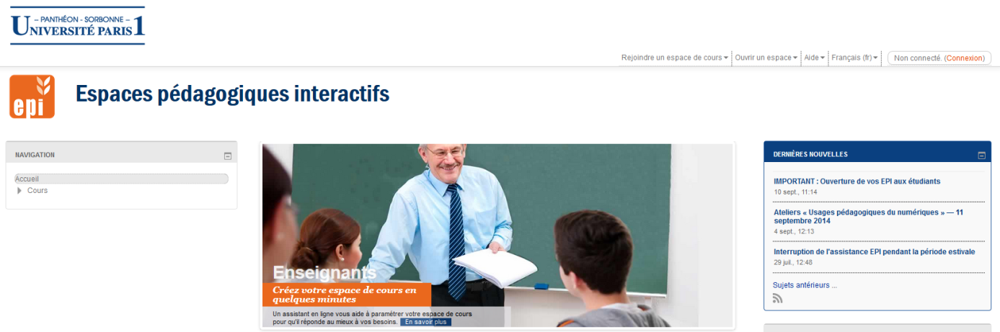 – PANTHÉON - SORBONNE –
UNIVERSITÉ PARIS 1
Rejoindre un espace de cours Ouvrir un espace Aide Français (fr) Non connecté. (Connexion)
epi
Espaces pédagogiques interactifs
NAVIGATION
Accueil
Cours
Enseignants
Créez votre espace de cours en
quelques minutes
Un assistant en ligne vous aide à paramétrer votre espace de cours
pour qu'il réponde au mieux à vos besoins. En savoir plus
DERNIÈRES NOUVELLES
IMPORTANT : Ouverture de vos EPI aux étudiants
10 sept., 11:14
Ateliers « Usages pédagogiques du numériques » — 11
septembre 2014
4 sept., 12:13
Interruption de l'assistance EPI pendant la période estivale
29 juil., 12:48
Sujets antérieurs ...